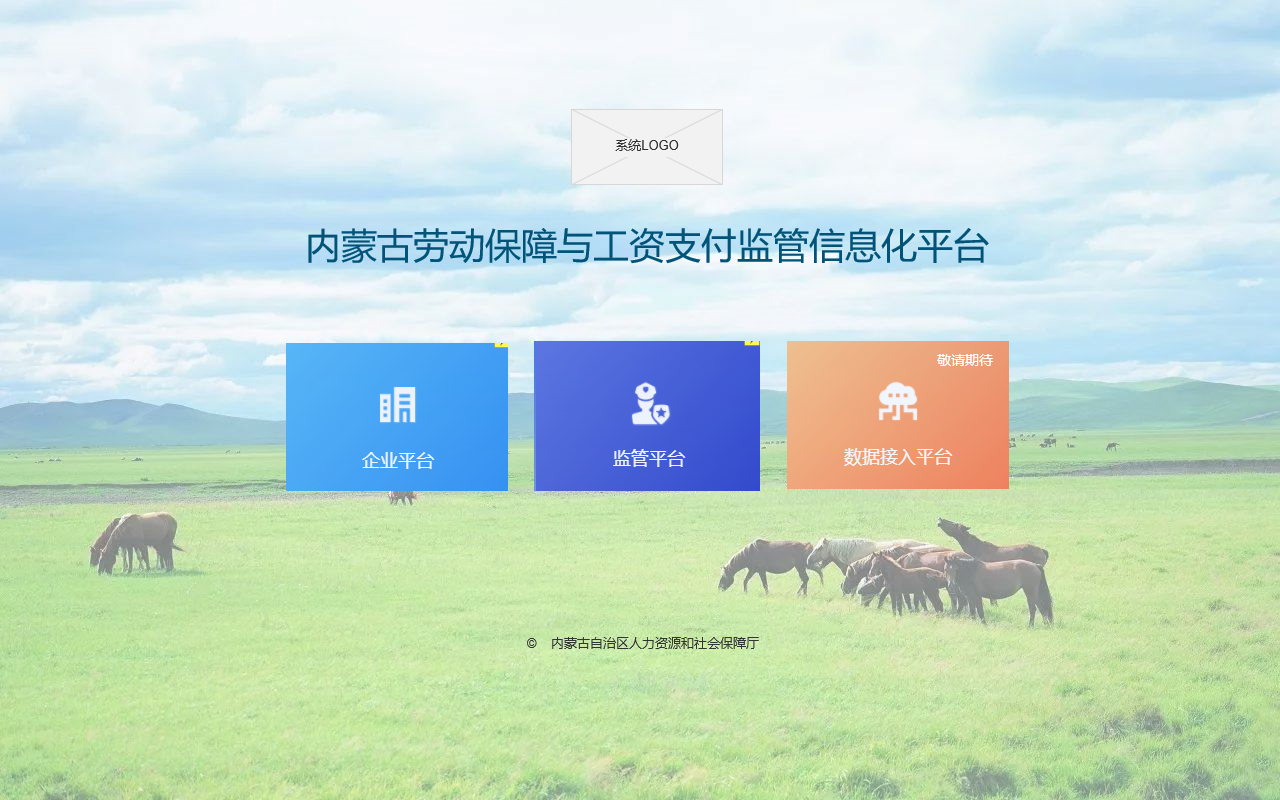 系统LOGO
内蒙古劳动保障与工资支付监管信息化平台
敬请期待
企业平台
监管平台
数据接入平台
© 内蒙古自治区人力资源和社会保障厅